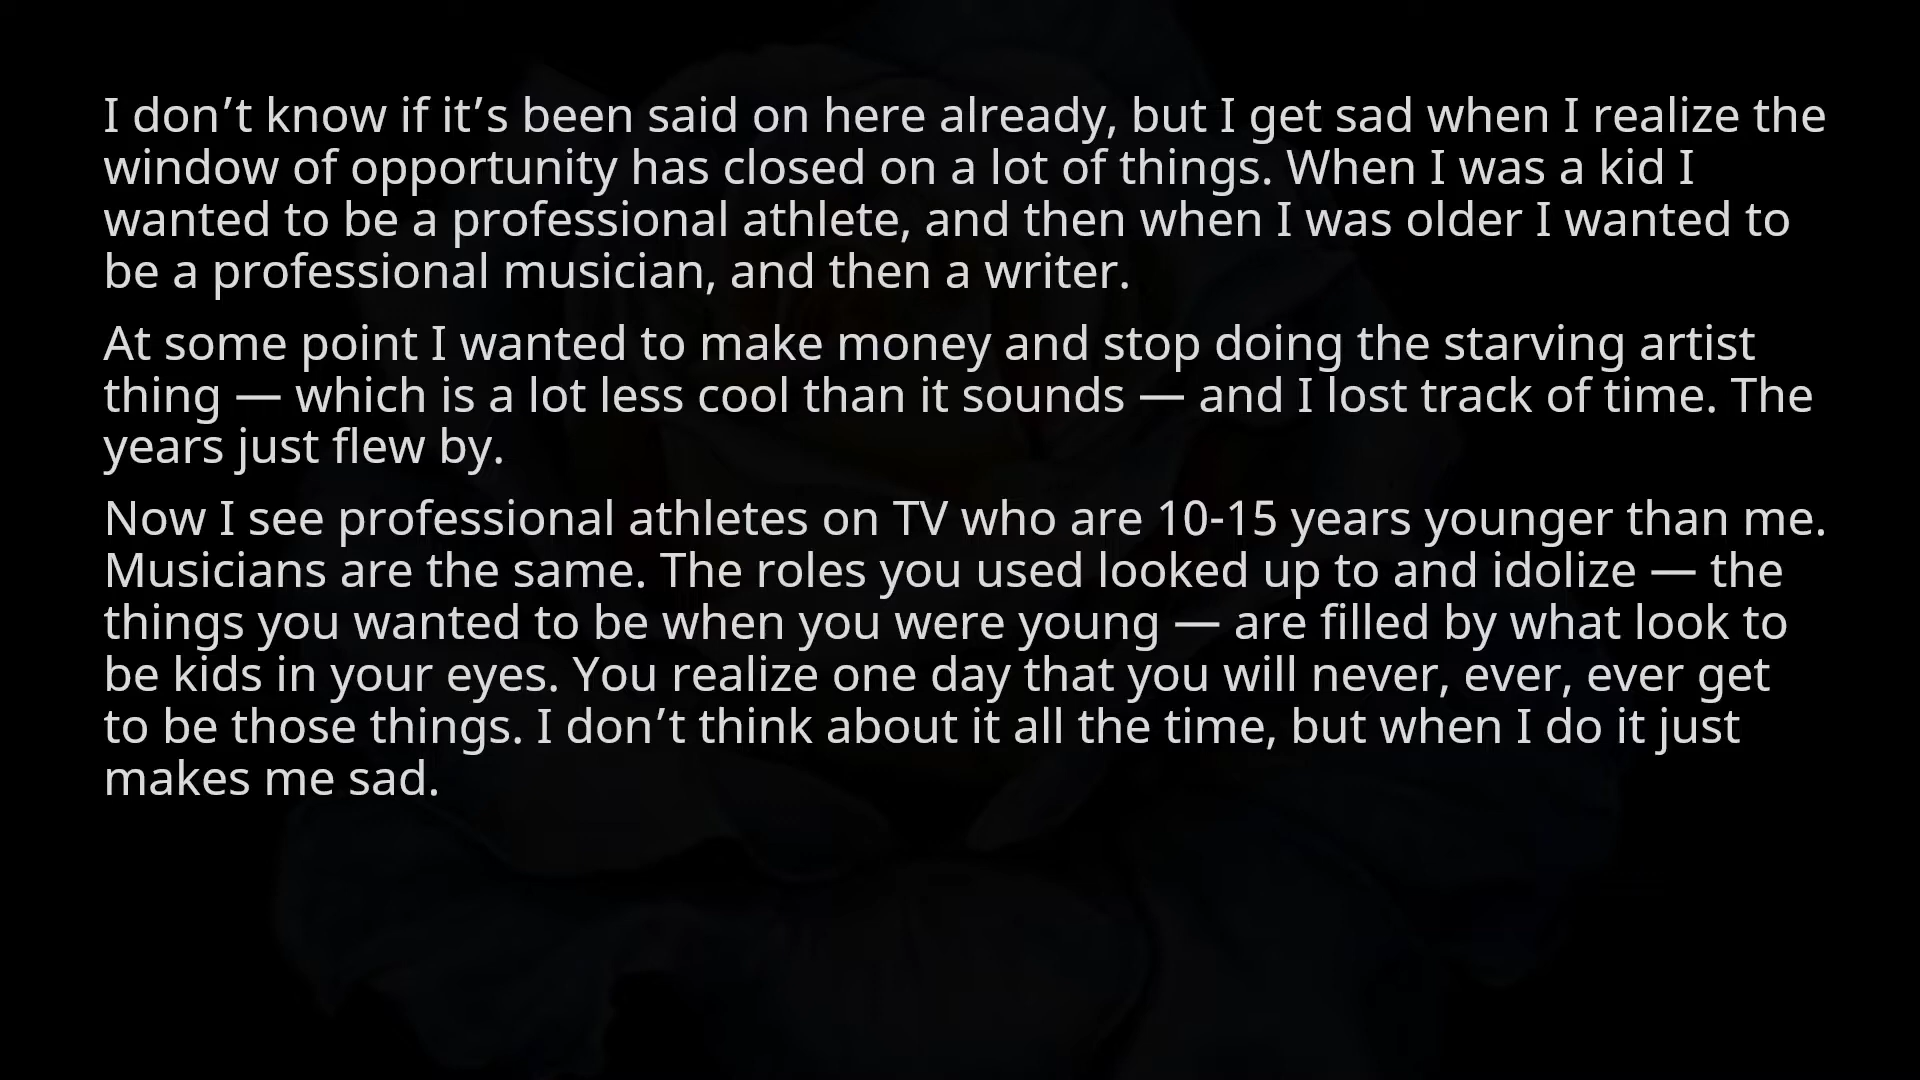 I don’t know if it’s been said on here already, but I get sad when I realize the
window of opportunity has closed on a lot of things. When I was a kid I
wanted to be a professional athlete, and then when I was older I wanted to
be a professional musician, and then a writer.
At some point I wanted to make money and stop doing the starving artist
thing — which is a lot less cool than it sounds — and I lost track of time. The
years just flew by.
Now I see professional athletes on TV who are 10-15 years younger than me.
Musicians are the same. The roles you used looked up to and idolize — the
things you wanted to be when you were young — are filled by what look to
be kids in your eyes. You realize one day that you will never, ever, ever get
to be those things. I don’t think about it all the time, but when I do it just
makes me sad.